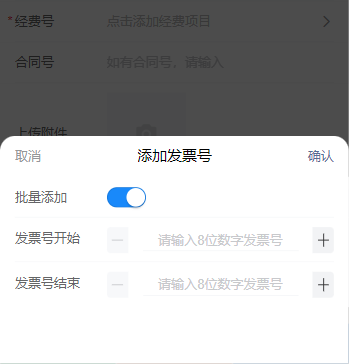 *经费号 点击添加经费项目
合同号 如有合同号，请输入
上传附件
取消 添加发票号 确认
批量添加
发票号开始 请输入8位数字发票号
发票号结束 请输入8位数字发票号